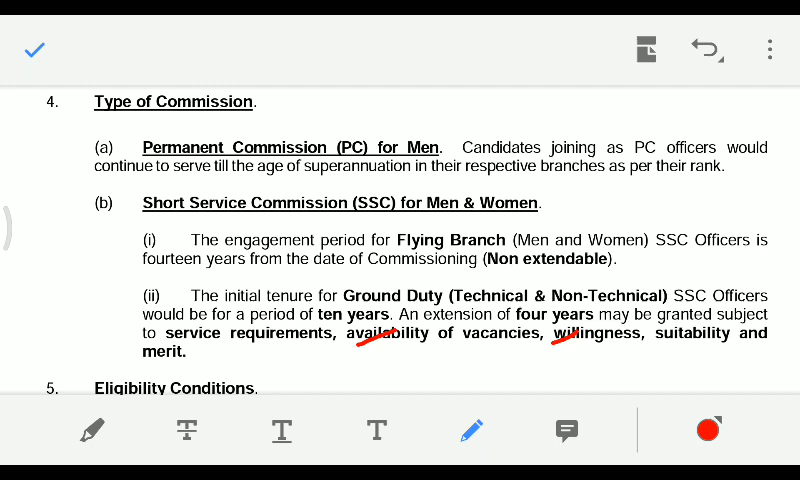 4. Type of Commission.
(a) Permanent Commission (PC) for Men. Candidates joining as PC officers would
continue to serve till the age of superannuation in their respective branches as per their rank.
(b) Short Service Commission (SSC) for Men & Women.
(i) The engagement period for Flying Branch (Men and Women) SSC Officers is
fourteen years from the date of Commissioning (Non extendable).
(ii) The initial tenure for Ground Duty (Technical & Non-Technical) SSC Officers
would be for a period of ten years. An extension of four years may be granted subject
to service requirements, availability of vacancies, willingness, suitability and
merit.
5. Eligibility Conditions.
T T T